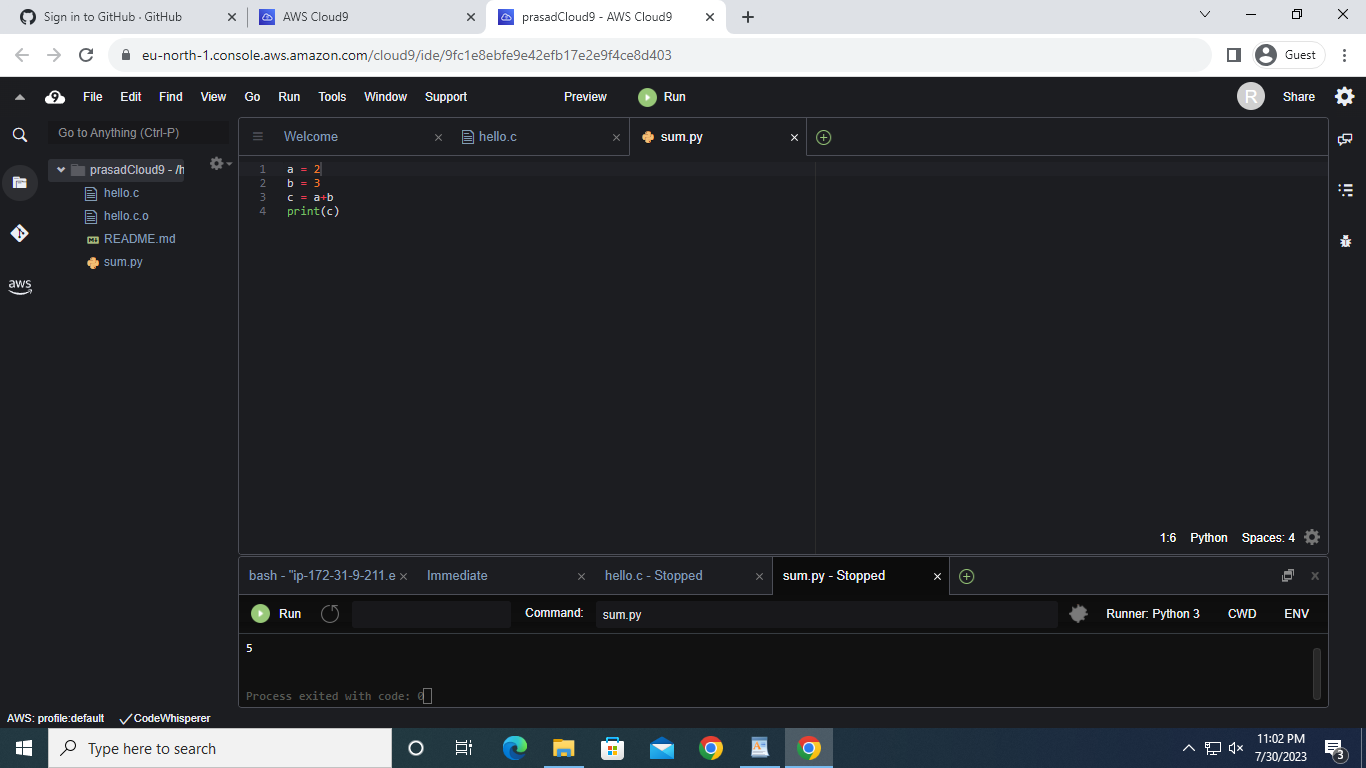 Sign in to GitHub · GitHub
AWS Cloud9
prasadCloud9 - AWS Cloud9
eu-north-1.console.aws.amazon.com/cloud9/ide/9fc1e8ebfe9e42efb17e2e9f4ce8d403
Guest
9 File Edit Find View Go Run Tools Window Support Preview Run R Share
Go to Anything (Ctrl-P)
Welcome hello.c sum.py
prasadCloud9 - /h
hello.c
hello.c.o
README.md
sum.py
aws
1 a = 2
2 b = 3
3 c = a+b
4 print(c)
1:6 Python Spaces: 4
bash - "ip-172-31-9-211.e Immediate hello.c - Stopped sum.py - Stopped
Run Command: sum.py Runner: Python 3 CWD ENV
5
Process exited with code: 0
AWS: profile:default CodeWhisperer
Type here to search
11:02 PM
7/30/2023
3